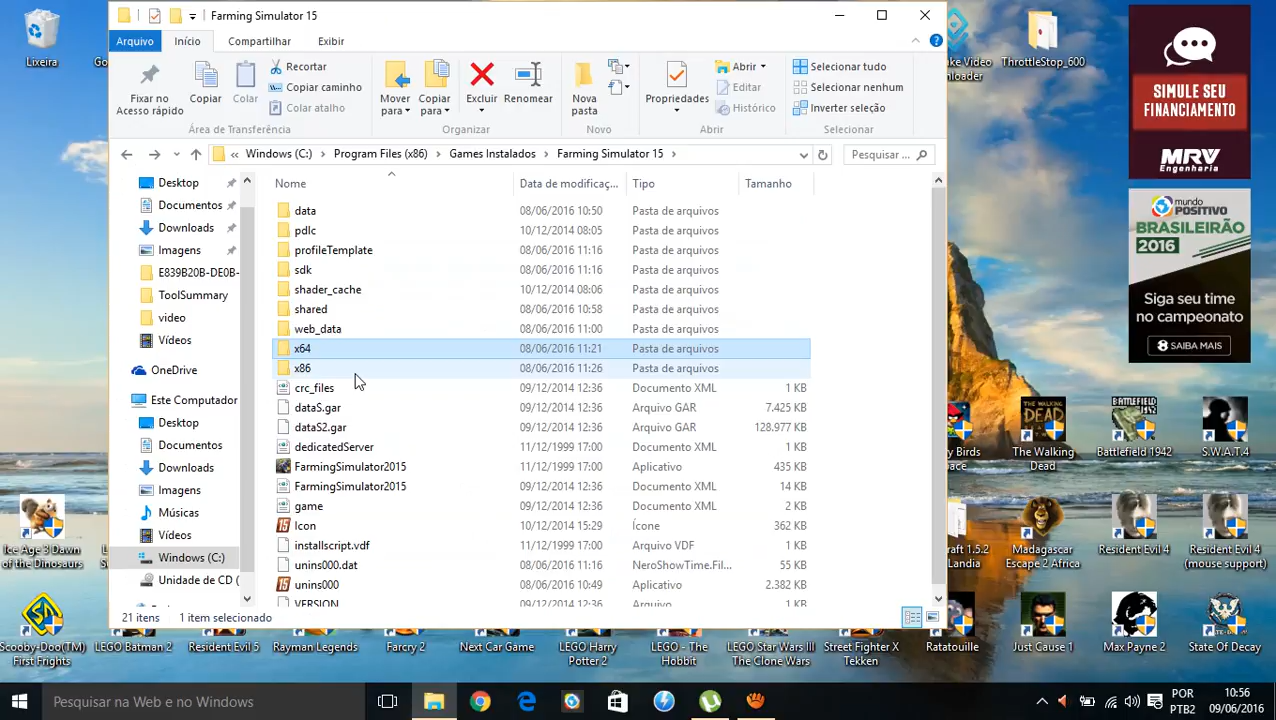 Farming Simulator 15
Arquivo
Início
Compartilhar
Exibir
Fixar no
Acesso rápido
Copiar
Colar
Recortar
Copiar caminho
Colar atalho
Área de Transferência
Mover
para
Copiar
para
Excluir
Renomear
Organizar
Nova
pasta
Novo
Propriedades
Abrir
Editar
Histórico
Abrir
Selecionar tudo
Selecionar nenhum
Inverter seleção
Selecionar
« Windows (C:) > Program Files (x86) > Games Instalados > Farming Simulator 15 >
Pesquisar ...
Desktop
Documentos
Downloads
Imagens
E839B20B-DE0B-
ToolSummary
video
Vídeos
OneDrive
Este Computador
Desktop
Documentos
Downloads
Imagens
Músicas
Vídeos
Windows (C:)
Unidade de CD (
Nome Data de modificaç... Tipo Tamanho
data 08/06/2016 10:50 Pasta de arquivos
pdlc 10/12/2014 08:05 Pasta de arquivos
profileTemplate 08/06/2016 11:16 Pasta de arquivos
sdk 08/06/2016 11:16 Pasta de arquivos
shader_cache 10/12/2014 08:06 Pasta de arquivos
shared 08/06/2016 10:58 Pasta de arquivos
web_data 08/06/2016 11:00 Pasta de arquivos
x64 08/06/2016 11:21 Pasta de arquivos
x86 08/06/2016 11:26 Pasta de arquivos
crc_files 09/12/2014 12:36 Documento XML 1 KB
dataS.gar 09/12/2014 12:36 Arquivo GAR 7.425 KB
dataS2.gar 09/12/2014 12:36 Arquivo GAR 128.977 KB
dedicatedServer 11/12/1999 17:00 Documento XML 1 KB
FarmingSimulator2015 11/12/1999 17:00 Aplicativo 435 KB
FarmingSimulator2015 09/12/2014 12:36 Documento XML 14 KB
game 09/12/2014 12:36 Documento XML 2 KB
Icon 10/12/2014 15:29 Ícone 362 KB
installscript.vdf 11/12/1999 17:00 Arquivo VDF 1 KB
unins000.dat 08/06/2016 11:16 NeroShowTime.Fil... 55 KB
unins000 08/06/2016 10:49 Aplicativo 2.382 KB
VERSION 09/12/2014 12:36 Arquivo 1 KB
21 itens 1 item selecionado
Lixeira
Ice Age 3 Dawn
of the Dinosaurs
ThrottleStop_600
SIMULE SEU
FINANCIAMENTO
MRV
Engenharia
mundo
POSITIVO
BRASILEIRÃO
2016
Siga seu time
no campeonato
SAIBA MAIS
The Walking
Dead
Battlefield 1942
S.W.A.T.4
Madagascar
Escape 2 Africa
Resident Evil 4
Resident Evil 4
(mouse support)
Scooby-Doo(TM)
First Frights
LEGO Batman 2
Resident Evil 5
Rayman Legends
Farcry 2
Next Car Game
LEGO Harry
Potter 2
LEGO - The
Hobbit
LEGO Star Wars III
The Clone Wars
Street Fighter X
Tekken
Ratatouille
Just Cause 1
Max Payne 2
State Of Decay
Pesquisar na Web e no Windows
POR
PTB2
10:56
09/06/2016